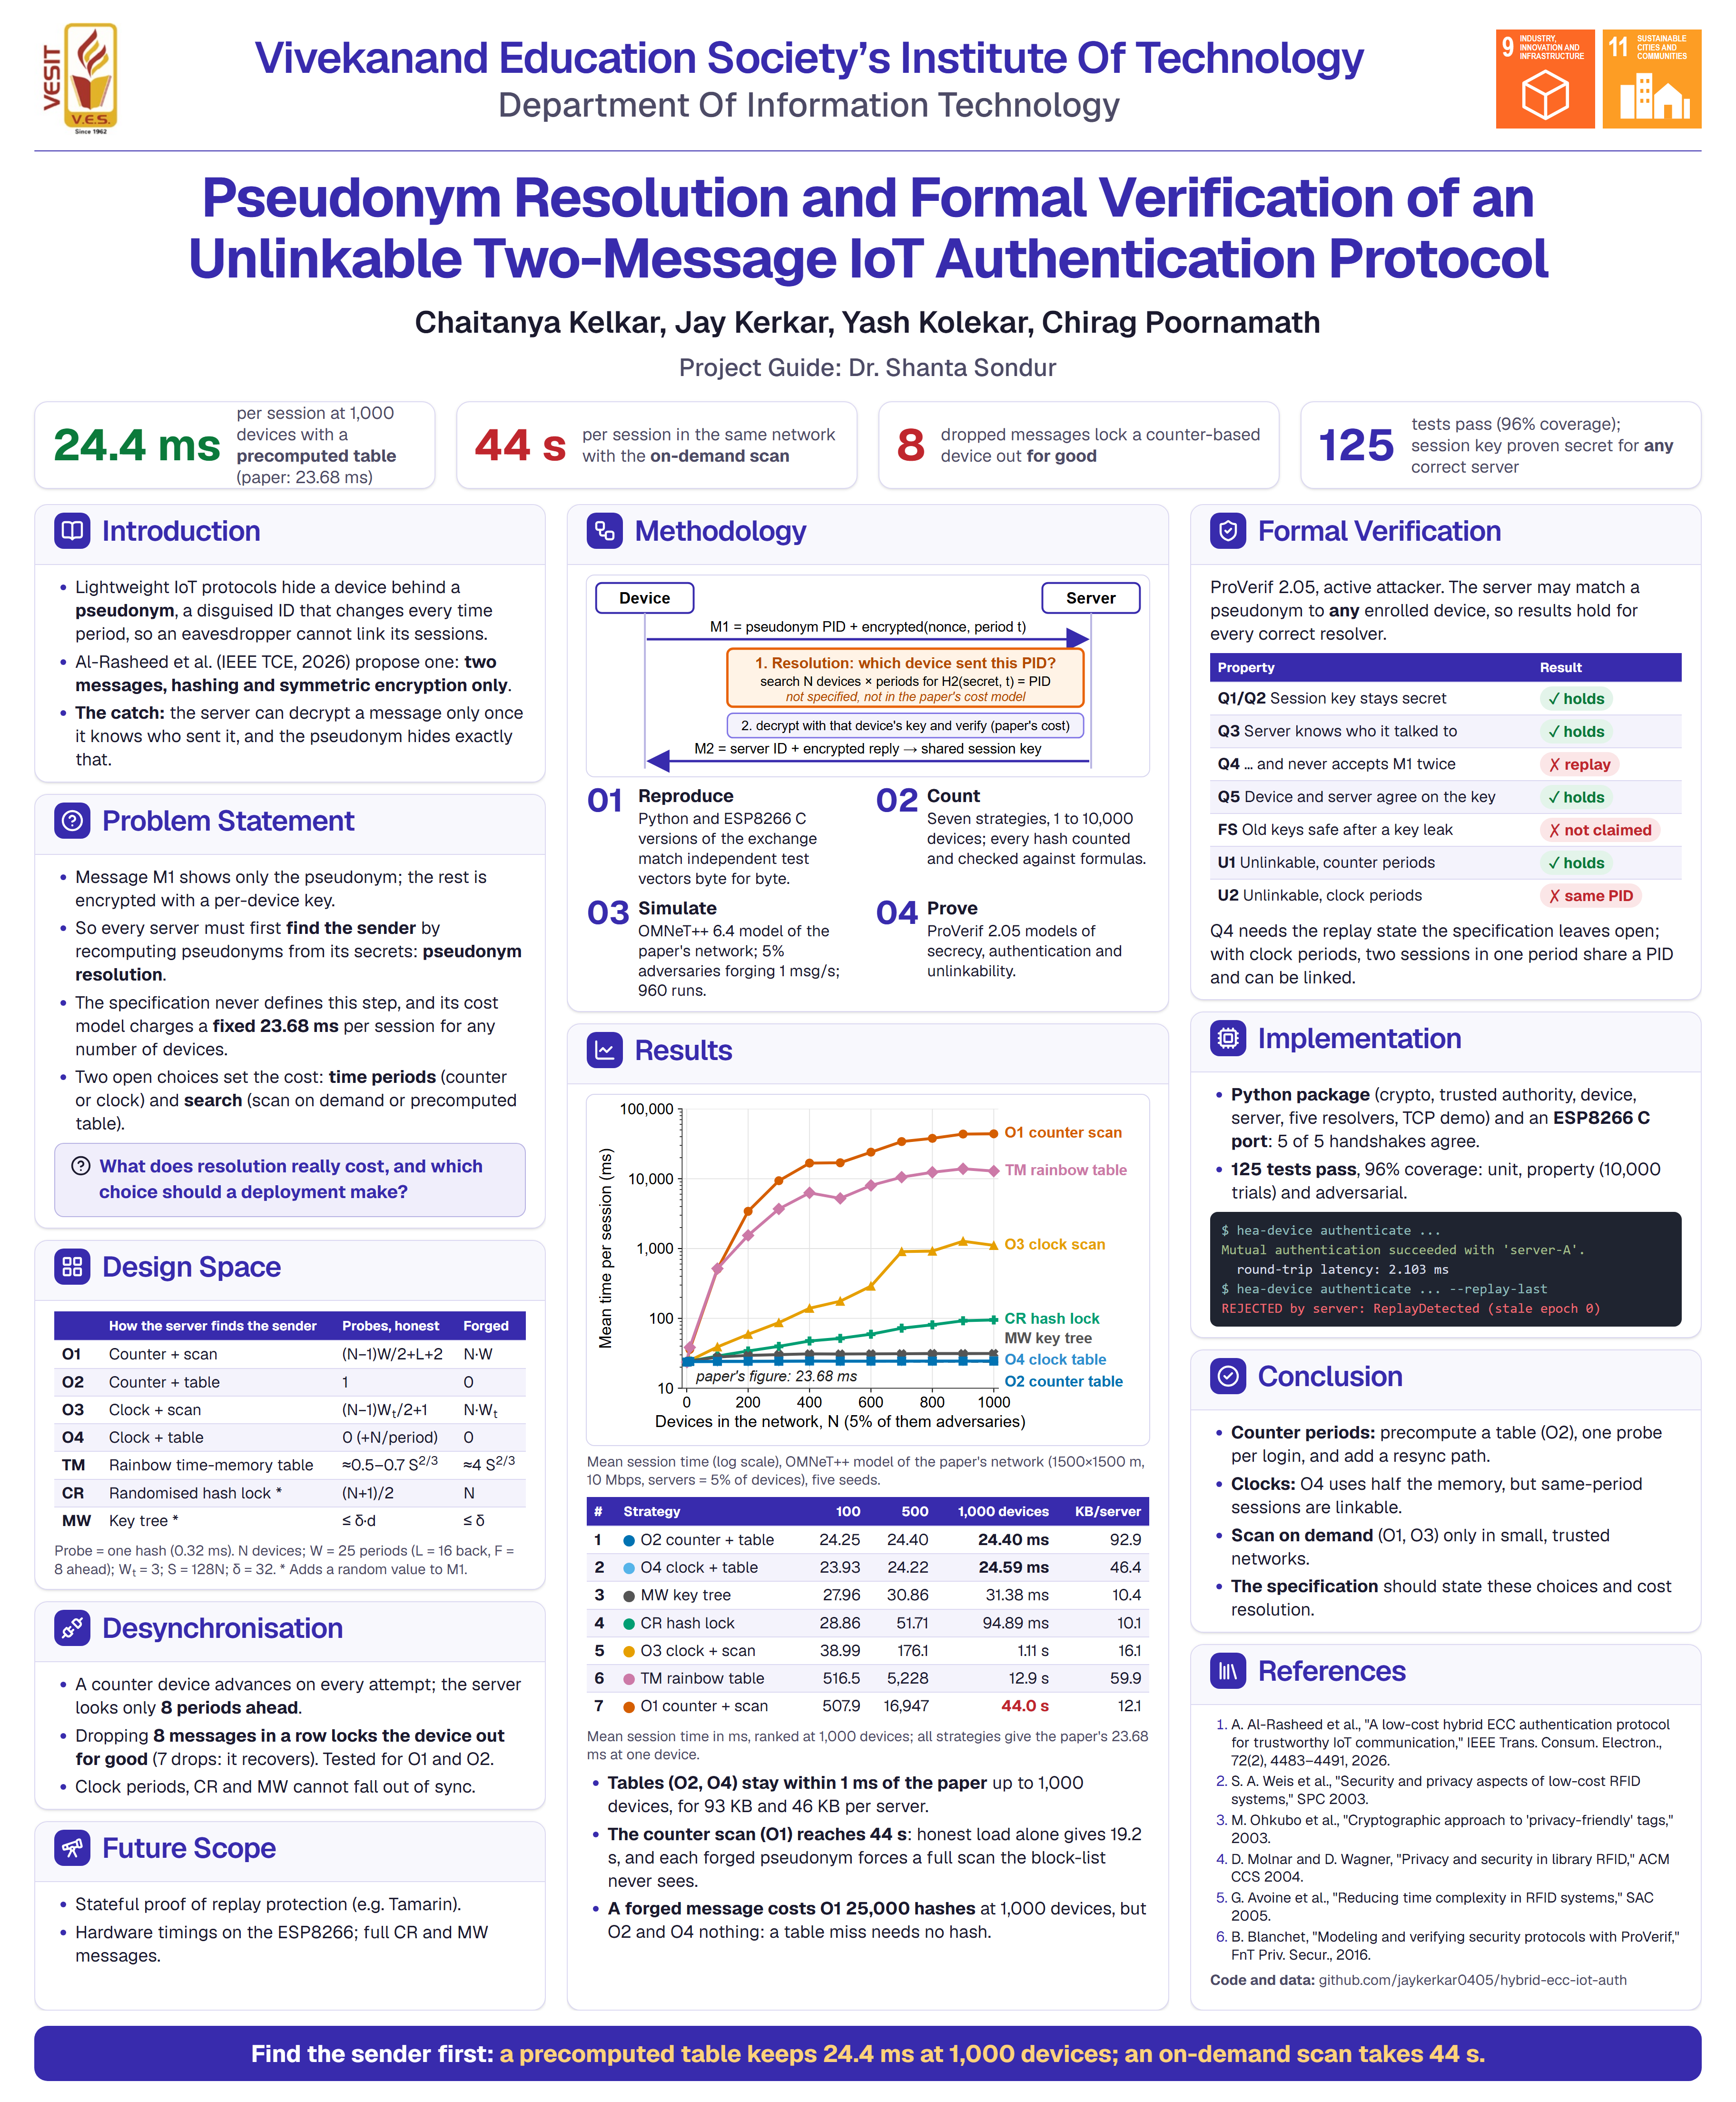 VESIT
V.E.S.
Since 1962
Vivekanand Education Society's Institute Of Technology
Department Of Information Technology
9 INDUSTRY, INNOVATION AND INFRASTRUCTURE
11 SUSTAINABLE CITIES AND COMMUNITIES
Pseudonym Resolution and Formal Verification of an
Unlinkable Two-Message IoT Authentication Protocol
Chaitanya Kelkar, Jay Kerkar, Yash Kolekar, Chirag Poornamath
Project Guide: Dr. Shanta Sondur
24.4 ms
per session at 1,000
devices with a
precomputed table
(paper: 23.68 ms)
44 s
per session in the same network
with the on-demand scan
8
dropped messages lock a counter-based
device out for good
125
tests pass (96% coverage);
session key proven secret for any
correct server
Introduction
• Lightweight IoT protocols hide a device behind a
pseudonym, a disguised ID that changes every time
period, so an eavesdropper cannot link its sessions.
• Al-Rasheed et al. (IEEE TCE, 2026) propose one: two
messages, hashing and symmetric encryption only.
• The catch: the server can decrypt a message only once
it knows who sent it, and the pseudonym hides exactly
that.
Problem Statement
• Message M1 shows only the pseudonym; the rest is
encrypted with a per-device key.
• So every server must first find the sender by
recomputing pseudonyms from its secrets: pseudonym
resolution.
• The specification never defines this step, and its cost
model charges a fixed 23.68 ms per session for any
number of devices.
• Two open choices set the cost: time periods (counter
or clock) and search (scan on demand or precomputed
table).
What does resolution really cost, and which
choice should a deployment make?
Design Space
How the server finds the sender Probes, honest Forged
O1 Counter + scan (N−1)W/2+L+2 N·W
O2 Counter + table 1 0
O3 Clock + scan (N−1)Wt/2+1 N·Wt
O4 Clock + table 0 (+N/period) 0
TM Rainbow time-memory table ≈0.5–0.7 S2/3 ≈4 S2/3
CR Randomised hash lock * (N+1)/2 N
MW Key tree * ≤ δ·d ≤ δ
Probe = one hash (0.32 ms). N devices; W = 25 periods (L = 16 back, F =
8 ahead); Wt = 3; S = 128N; δ = 32. * Adds a random value to M1.
Desynchronisation
• A counter device advances on every attempt; the server
looks only 8 periods ahead.
• Dropping 8 messages in a row locks the device out
for good (7 drops: it recovers). Tested for O1 and O2.
• Clock periods, CR and MW cannot fall out of sync.
Future Scope
• Stateful proof of replay protection (e.g. Tamarin).
• Hardware timings on the ESP8266; full CR and MW
messages.
Methodology
Device
Server
M1 = pseudonym PID + encrypted(nonce, period t)
1. Resolution: which device sent this PID?
search N devices × periods for H2(secret, t) = PID
not specified, not in the paper's cost model
2. decrypt with that device's key and verify (paper's cost)
M2 = server ID + encrypted reply → shared session key
01 Reproduce
Python and ESP8266 C
versions of the exchange
match independent test
vectors byte for byte.
02 Count
Seven strategies, 1 to 10,000
devices; every hash counted
and checked against formulas.
03 Simulate
OMNeT++ 6.4 model of the
paper's network; 5%
adversaries forging 1 msg/s;
960 runs.
04 Prove
ProVerif 2.05 models of
secrecy, authentication and
unlinkability.
Results
Mean time per session (ms)
100,000
10,000
1,000
100
10
O1 counter scan
TM rainbow table
O3 clock scan
CR hash lock
MW key tree
O4 clock table
O2 counter table
paper's figure: 23.68 ms
0 200 400 600 800 1000
Devices in the network, N (5% of them adversaries)
Mean session time (log scale), OMNeT++ model of the paper's network (1500×1500 m,
10 Mbps, servers = 5% of devices), five seeds.
# Strategy 100 500 1,000 devices KB/server
1 O2 counter + table 24.25 24.40 24.40 ms 92.9
2 O4 clock + table 23.93 24.22 24.59 ms 46.4
3 MW key tree 27.96 30.86 31.38 ms 10.4
4 CR hash lock 28.86 51.71 94.89 ms 10.1
5 O3 clock + scan 38.99 176.1 1.11 s 16.1
6 TM rainbow table 516.5 5,228 12.9 s 59.9
7 O1 counter + scan 507.9 16,947 44.0 s 12.1
Mean session time in ms, ranked at 1,000 devices; all strategies give the paper's 23.68
ms at one device.
• Tables (O2, O4) stay within 1 ms of the paper up to 1,000
devices, for 93 KB and 46 KB per server.
• The counter scan (O1) reaches 44 s: honest load alone gives 19.2
s, and each forged pseudonym forces a full scan the block-list
never sees.
• A forged message costs O1 25,000 hashes at 1,000 devices, but
O2 and O4 nothing: a table miss needs no hash.
Formal Verification
ProVerif 2.05, active attacker. The server may match a
pseudonym to any enrolled device, so results hold for
every correct resolver.
Property Result
Q1/Q2 Session key stays secret ✓ holds
Q3 Server knows who it talked to ✓ holds
Q4 … and never accepts M1 twice ✗ replay
Q5 Device and server agree on the key ✓ holds
FS Old keys safe after a key leak ✗ not claimed
U1 Unlinkable, counter periods ✓ holds
U2 Unlinkable, clock periods ✗ same PID
Q4 needs the replay state the specification leaves open;
with clock periods, two sessions in one period share a PID
and can be linked.
Implementation
• Python package (crypto, trusted authority, device,
server, five resolvers, TCP demo) and an ESP8266 C
port: 5 of 5 handshakes agree.
• 125 tests pass, 96% coverage: unit, property (10,000
trials) and adversarial.
$ hea-device authenticate ...
Mutual authentication succeeded with 'server-A'.
round-trip latency: 2.103 ms
$ hea-device authenticate ... --replay-last
REJECTED by server: ReplayDetected (stale epoch 0)
Conclusion
• Counter periods: precompute a table (O2), one probe
per login, and add a resync path.
• Clocks: O4 uses half the memory, but same-period
sessions are linkable.
• Scan on demand (O1, O3) only in small, trusted
networks.
• The specification should state these choices and cost
resolution.
References
1. A. Al-Rasheed et al., "A low-cost hybrid ECC authentication protocol
for trustworthy IoT communication," IEEE Trans. Consum. Electron.,
72(2), 4483–4491, 2026.
2. S. A. Weis et al., "Security and privacy aspects of low-cost RFID
systems," SPC 2003.
3. M. Ohkubo et al., "Cryptographic approach to 'privacy-friendly' tags,"
2003.
4. D. Molnar and D. Wagner, "Privacy and security in library RFID," ACM
CCS 2004.
5. G. Avoine et al., "Reducing time complexity in RFID systems," SAC
2005.
6. B. Blanchet, "Modeling and verifying security protocols with ProVerif,"
FnT Priv. Secur., 2016.
Code and data: github.com/jaykerkar0405/hybrid-ecc-iot-auth
Find the sender first: a precomputed table keeps 24.4 ms at 1,000 devices; an on-demand scan takes 44 s.